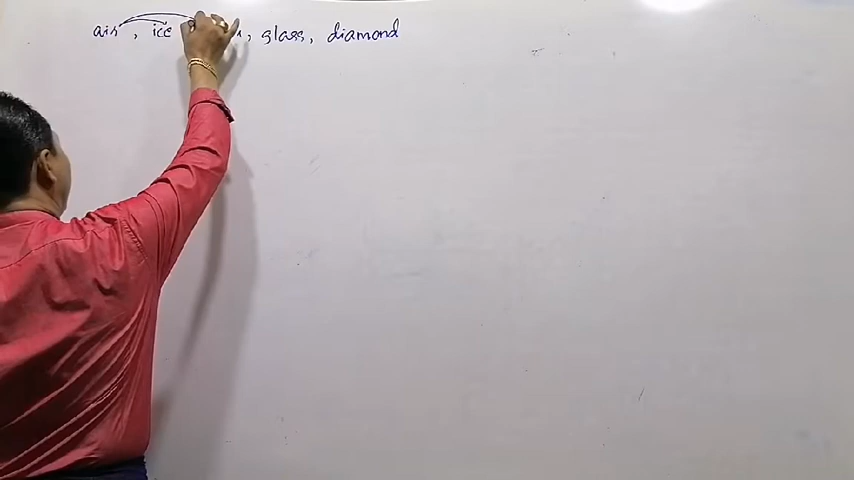 air , ice , glass, diamond